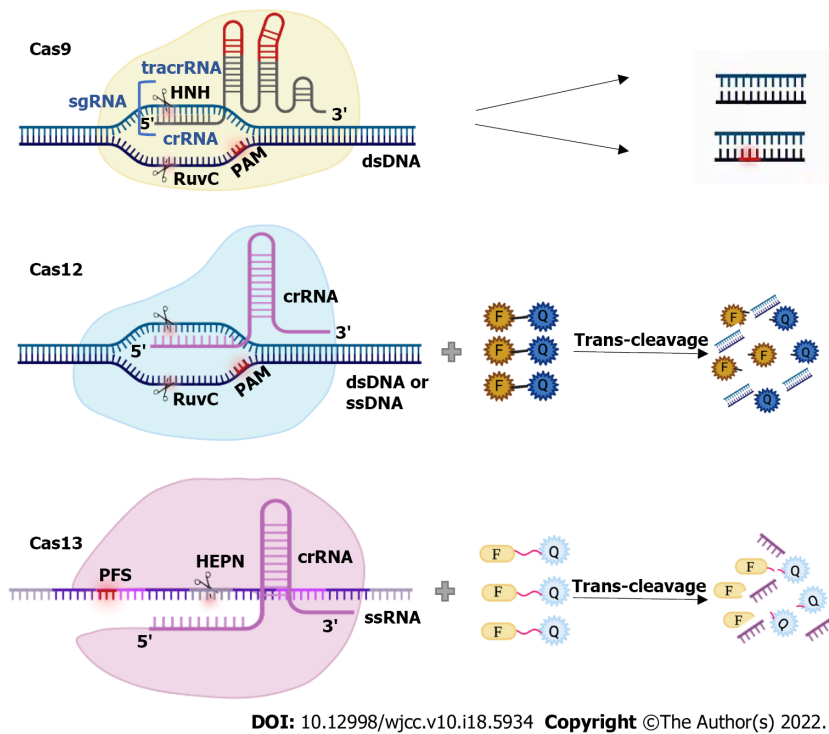 Cas9
tracrRNA
HNH
sgRNA
5'
3'
crRNA
PAM
dsDNA
RuvC
Cas12
crRNA
3'
5'
PAM
RuvC
dsDNA or
ssDNA
F Q
F Q
F Q
Trans-cleavage
F
Q
F
F
Q
Q
Cas13
PFS
HEPN
crRNA
ssRNA
3'
5'
F Q
F Q
F Q
Trans-cleavage
F
Q
F
Q
F
Q
DOI: 10.12998/wjcc.v10.i18.5934 Copyright ©The Author(s) 2022.